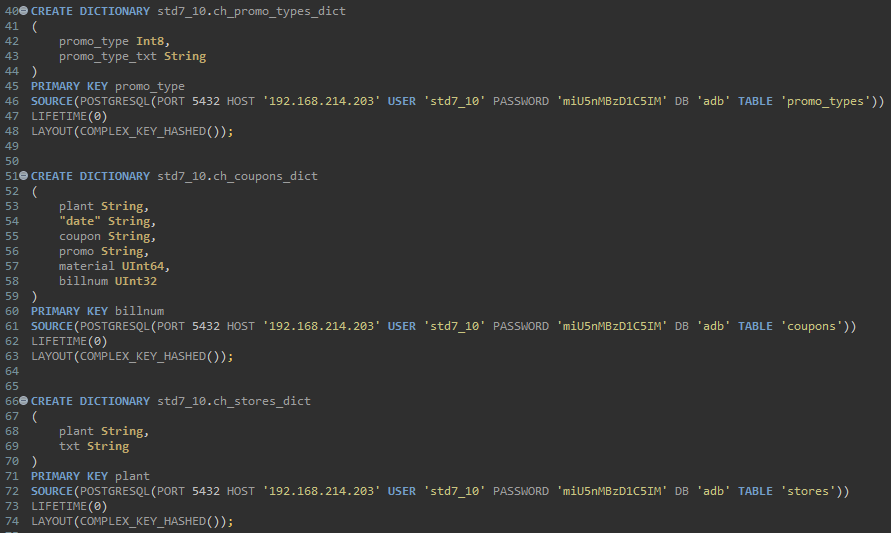 40 CREATE DICTIONARY std7_10.ch_promo_types_dict
41 (
42     promo_type Int8,
43     promo_type_txt String
44 )
45 PRIMARY KEY promo_type
46 SOURCE(POSTGRESQL(PORT 5432 HOST '192.168.214.203' USER 'std7_10' PASSWORD 'miU5nMBzD1C5IM' DB 'adb' TABLE 'promo_types'))
47 LIFETIME(0)
48 LAYOUT(COMPLEX_KEY_HASHED());
49
50
51 CREATE DICTIONARY std7_10.ch_coupons_dict
52 (
53     plant String,
54     "date" String,
55     coupon String,
56     promo String,
57     material UInt64,
58     billnum UInt32
59 )
60 PRIMARY KEY billnum
61 SOURCE(POSTGRESQL(PORT 5432 HOST '192.168.214.203' USER 'std7_10' PASSWORD 'miU5nMBzD1C5IM' DB 'adb' TABLE 'coupons'))
62 LIFETIME(0)
63 LAYOUT(COMPLEX_KEY_HASHED());
64
65
66 CREATE DICTIONARY std7_10.ch_stores_dict
67 (
68     plant String,
69     txt String
70 )
71 PRIMARY KEY plant
72 SOURCE(POSTGRESQL(PORT 5432 HOST '192.168.214.203' USER 'std7_10' PASSWORD 'miU5nMBzD1C5IM' DB 'adb' TABLE 'stores'))
73 LIFETIME(0)
74 LAYOUT(COMPLEX_KEY_HASHED());